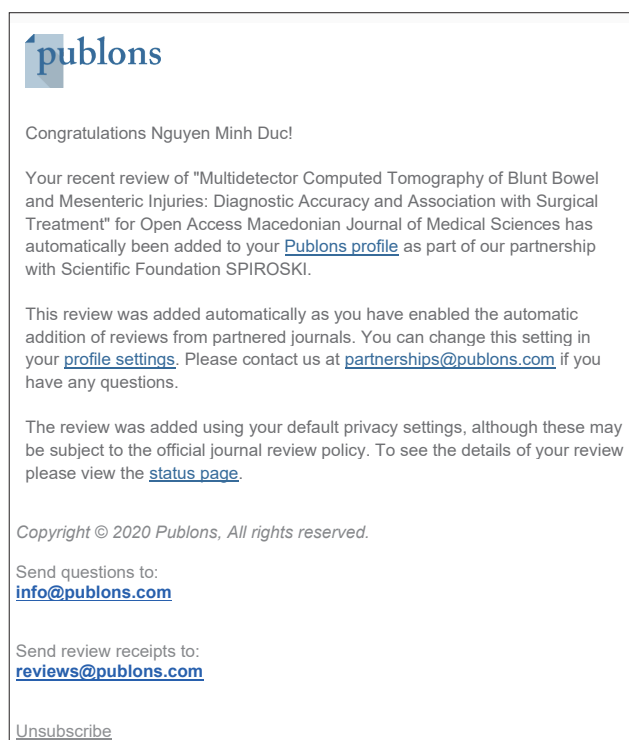 publons
Congratulations Nguyen Minh Duc!
Your recent review of "Multidetector Computed Tomography of Blunt Bowel
and Mesenteric Injuries: Diagnostic Accuracy and Association with Surgical
Treatment" for Open Access Macedonian Journal of Medical Sciences has
automatically been added to your Publons profile as part of our partnership
with Scientific Foundation SPIROSKI.
This review was added automatically as you have enabled the automatic
addition of reviews from partnered journals. You can change this setting in
your profile settings. Please contact us at partnerships@publons.com if you
have any questions.
The review was added using your default privacy settings, although these may
be subject to the official journal review policy. To see the details of your review
please view the status page.
Copyright © 2020 Publons, All rights reserved.
Send questions to:
info@publons.com
Send review receipts to:
reviews@publons.com
Unsubscribe